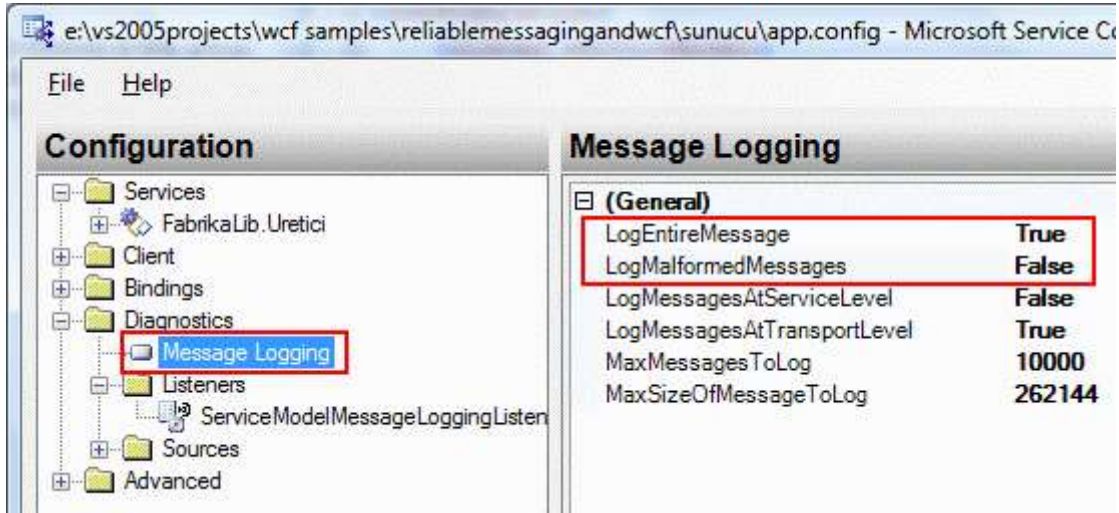 e:\vs2005projects\wcf samples\reliablemessagingandwcf\sunucu\app.config - Microsoft Service Co
File Help
Configuration
Services
FabrikaLib.Uretici
Client
Bindings
Diagnostics
Message Logging
Listeners
ServiceModelMessageLoggingListen
Sources
Advanced
Message Logging
(General)
LogEntireMessage True
LogMalformedMessages False
LogMessagesAtServiceLevel False
LogMessagesAtTransportLevel True
MaxMessagesToLog 10000
MaxSizeOfMessageToLog 262144